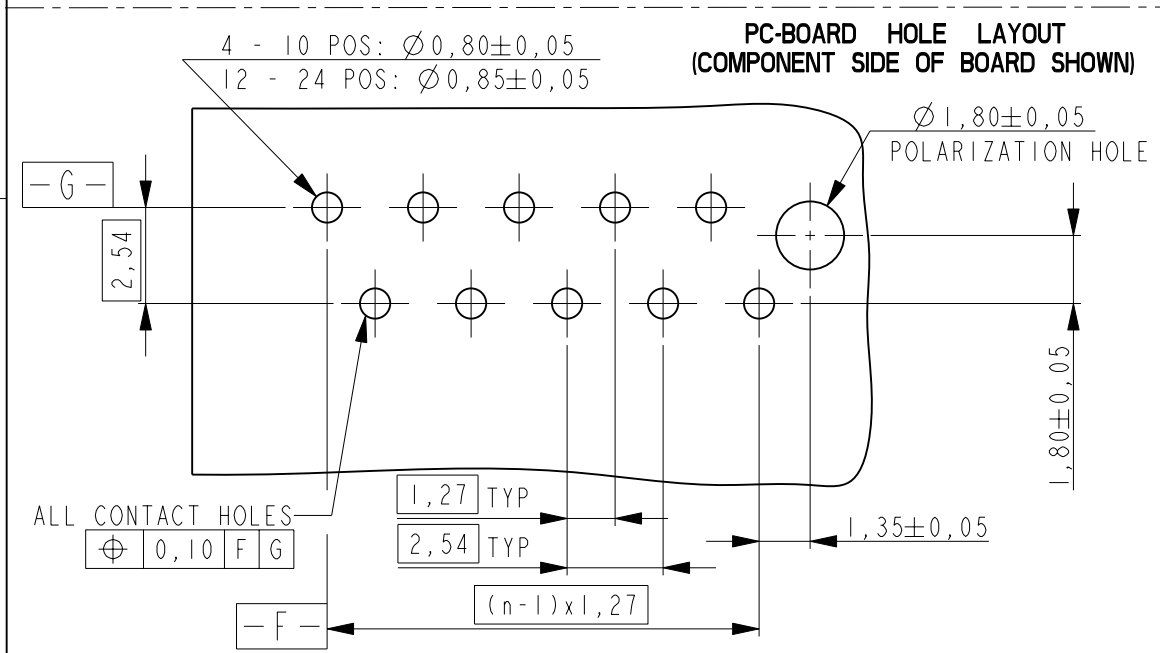 PC-BOARD HOLE LAYOUT
(COMPONENT SIDE OF BOARD SHOWN)
4 - 10 POS: Ø0,80±0,05
12 - 24 POS: Ø0,85±0,05
Ø1,80±0,05
POLARIZATION HOLE
-G-
2,54
1,80±0,05
ALL CONTACT HOLES
⌖ 0,10 F G
1,27 TYP
2,54 TYP
1,35±0,05
(n-1)x1,27
-F-